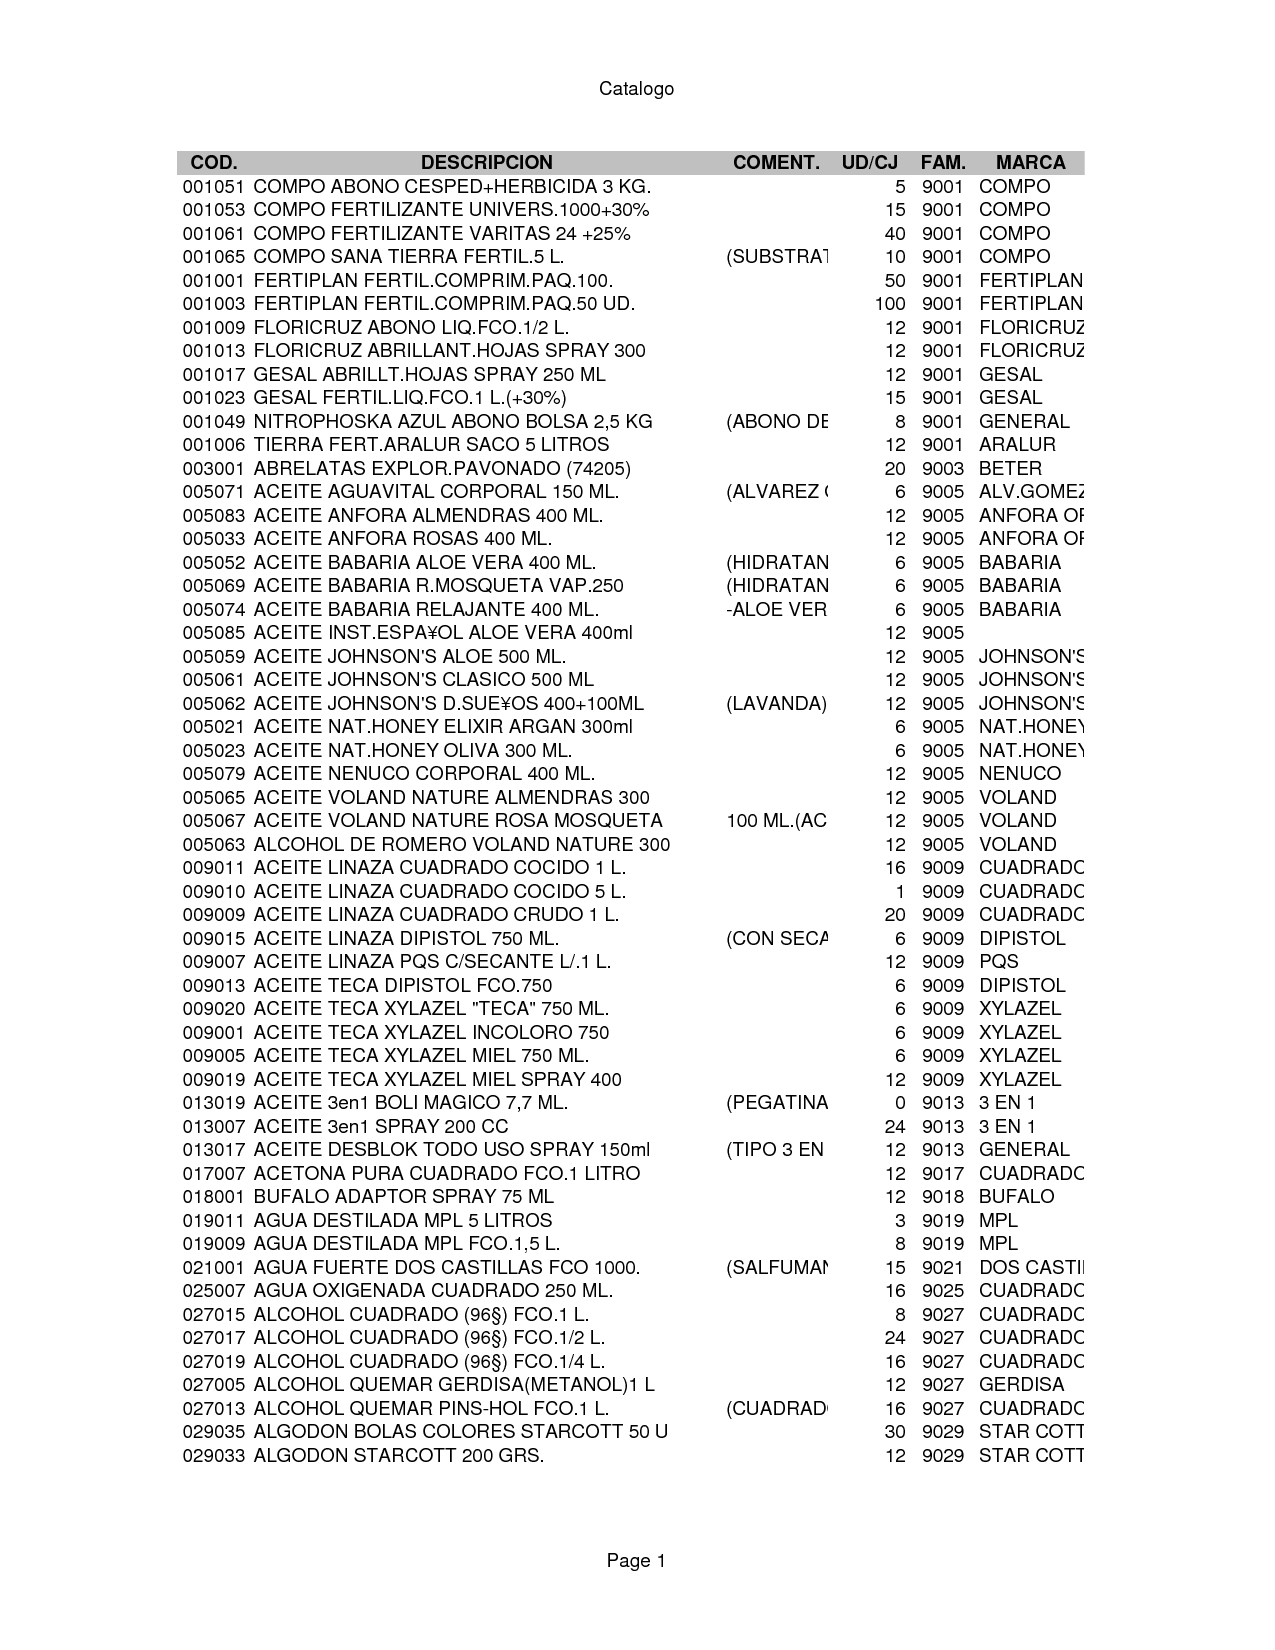 Catalogo
COD. DESCRIPCION COMENT. UD/CJ FAM. MARCA
001051 COMPO ABONO CESPED+HERBICIDA 3 KG. 5 9001 COMPO
001053 COMPO FERTILIZANTE UNIVERS.1000+30% 15 9001 COMPO
001061 COMPO FERTILIZANTE VARITAS 24 +25% 40 9001 COMPO
001065 COMPO SANA TIERRA FERTIL.5 L. (SUBSTRAT 10 9001 COMPO
001001 FERTIPLAN FERTIL.COMPRIM.PAQ.100. 50 9001 FERTIPLAN
001003 FERTIPLAN FERTIL.COMPRIM.PAQ.50 UD. 100 9001 FERTIPLAN
001009 FLORICRUZ ABONO LIQ.FCO.1/2 L. 12 9001 FLORICRUZ
001013 FLORICRUZ ABRILLANT.HOJAS SPRAY 300 12 9001 FLORICRUZ
001017 GESAL ABRILLT.HOJAS SPRAY 250 ML 12 9001 GESAL
001023 GESAL FERTIL.LIQ.FCO.1 L.(+30%) 15 9001 GESAL
001049 NITROPHOSKA AZUL ABONO BOLSA 2,5 KG (ABONO DE 8 9001 GENERAL
001006 TIERRA FERT.ARALUR SACO 5 LITROS 12 9001 ARALUR
003001 ABRELATAS EXPLOR.PAVONADO (74205) 20 9003 BETER
005071 ACEITE AGUAVITAL CORPORAL 150 ML. (ALVAREZ G 6 9005 ALV.GOMEZ
005083 ACEITE ANFORA ALMENDRAS 400 ML. 12 9005 ANFORA OR
005033 ACEITE ANFORA ROSAS 400 ML. 12 9005 ANFORA OR
005052 ACEITE BABARIA ALOE VERA 400 ML. (HIDRATAN 6 9005 BABARIA
005069 ACEITE BABARIA R.MOSQUETA VAP.250 (HIDRATAN 6 9005 BABARIA
005074 ACEITE BABARIA RELAJANTE 400 ML. -ALOE VER 6 9005 BABARIA
005085 ACEITE INST.ESPA¥OL ALOE VERA 400ml 12 9005
005059 ACEITE JOHNSON'S ALOE 500 ML. 12 9005 JOHNSON'S
005061 ACEITE JOHNSON'S CLASICO 500 ML 12 9005 JOHNSON'S
005062 ACEITE JOHNSON'S D.SUE¥OS 400+100ML (LAVANDA) 12 9005 JOHNSON'S
005021 ACEITE NAT.HONEY ELIXIR ARGAN 300ml 6 9005 NAT.HONEY
005023 ACEITE NAT.HONEY OLIVA 300 ML. 6 9005 NAT.HONEY
005079 ACEITE NENUCO CORPORAL 400 ML. 12 9005 NENUCO
005065 ACEITE VOLAND NATURE ALMENDRAS 300 12 9005 VOLAND
005067 ACEITE VOLAND NATURE ROSA MOSQUETA 100 ML.(AC 12 9005 VOLAND
005063 ALCOHOL DE ROMERO VOLAND NATURE 300 12 9005 VOLAND
009011 ACEITE LINAZA CUADRADO COCIDO 1 L. 16 9009 CUADRADO
009010 ACEITE LINAZA CUADRADO COCIDO 5 L. 1 9009 CUADRADO
009009 ACEITE LINAZA CUADRADO CRUDO 1 L. 20 9009 CUADRADO
009015 ACEITE LINAZA DIPISTOL 750 ML. (CON SECA 6 9009 DIPISTOL
009007 ACEITE LINAZA PQS C/SECANTE L/.1 L. 12 9009 PQS
009013 ACEITE TECA DIPISTOL FCO.750 6 9009 DIPISTOL
009020 ACEITE TECA XYLAZEL "TECA" 750 ML. 6 9009 XYLAZEL
009001 ACEITE TECA XYLAZEL INCOLORO 750 6 9009 XYLAZEL
009005 ACEITE TECA XYLAZEL MIEL 750 ML. 6 9009 XYLAZEL
009019 ACEITE TECA XYLAZEL MIEL SPRAY 400 12 9009 XYLAZEL
013019 ACEITE 3en1 BOLI MAGICO 7,7 ML. (PEGATINA 0 9013 3 EN 1
013007 ACEITE 3en1 SPRAY 200 CC 24 9013 3 EN 1
013017 ACEITE DESBLOK TODO USO SPRAY 150ml (TIPO 3 EN 12 9013 GENERAL
017007 ACETONA PURA CUADRADO FCO.1 LITRO 12 9017 CUADRADO
018001 BUFALO ADAPTOR SPRAY 75 ML 12 9018 BUFALO
019011 AGUA DESTILADA MPL 5 LITROS 3 9019 MPL
019009 AGUA DESTILADA MPL FCO.1,5 L. 8 9019 MPL
021001 AGUA FUERTE DOS CASTILLAS FCO 1000. (SALFUMAN 15 9021 DOS CASTIL
025007 AGUA OXIGENADA CUADRADO 250 ML. 16 9025 CUADRADO
027015 ALCOHOL CUADRADO (96§) FCO.1 L. 8 9027 CUADRADO
027017 ALCOHOL CUADRADO (96§) FCO.1/2 L. 24 9027 CUADRADO
027019 ALCOHOL CUADRADO (96§) FCO.1/4 L. 16 9027 CUADRADO
027005 ALCOHOL QUEMAR GERDISA(METANOL)1 L 12 9027 GERDISA
027013 ALCOHOL QUEMAR PINS-HOL FCO.1 L. (CUADRADO 16 9027 CUADRADO
029035 ALGODON BOLAS COLORES STARCOTT 50 U 30 9029 STAR COTT
029033 ALGODON STARCOTT 200 GRS. 12 9029 STAR COTT
Page 1